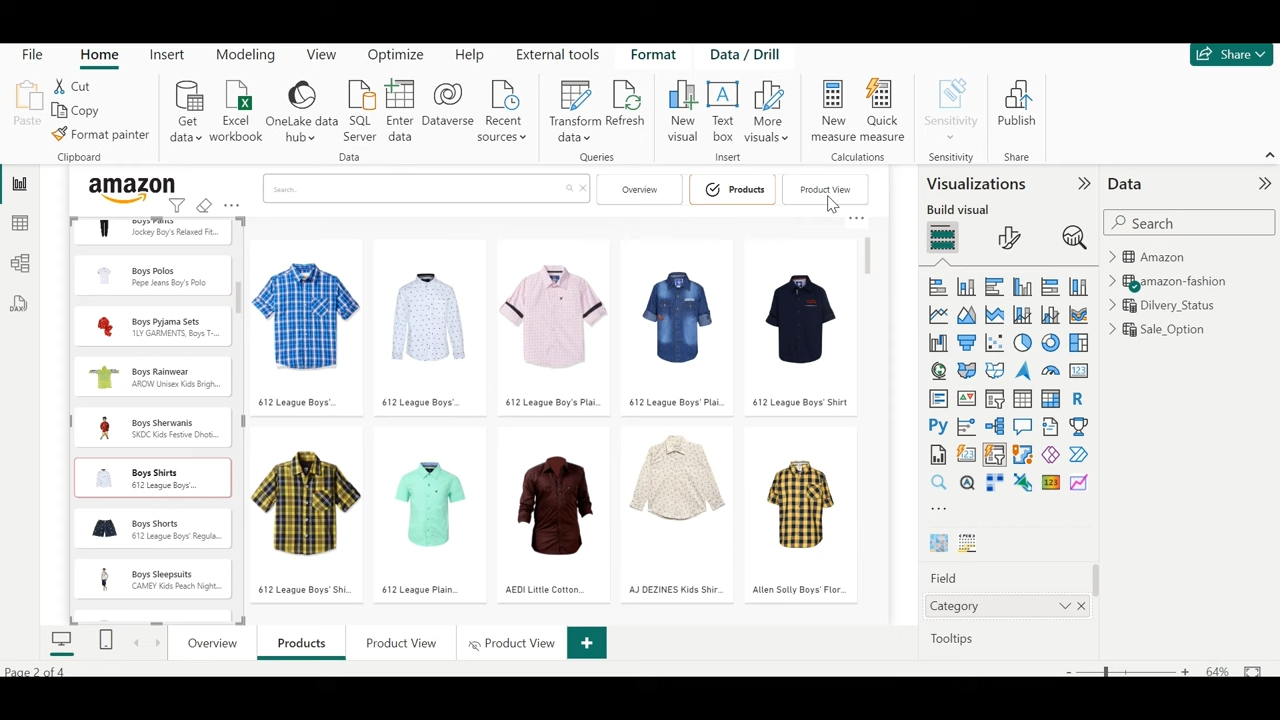 File Home Insert Modeling View Optimize Help External tools Format Data / Drill Share
Paste
Cut
Copy
Format painter
Clipboard
Get
data
Excel
workbook
OneLake data
hub
SQL
Server
Enter
data
Dataverse
Recent
sources
Data
Transform
data
Refresh
Queries
New
visual
A
Text
box
More
visuals
Insert
New
measure
Quick
measure
Calculations
Sensitivity
Sensitivity
Publish
Share
amazon
Search..
Overview
Products
Product View
Boys Pants
Jockey Boy's Relaxed Fit...
Boys Polos
Pepe Jeans Boy's Polo
Boys Pyjama Sets
1LY GARMENTS, Boys T-...
Boys Rainwear
AROW Unisex Kids Brigh...
Boys Sherwanis
SKDC Kids Festive Dhoti...
Boys Shirts
612 League Boys'...
Boys Shorts
612 League Boys' Regula...
Boys Sleepsuits
CAMEY Kids Peach Night...
612 League Boys'...
612 League Boys'...
612 League Boy's Plai...
612 League Boys' Plai...
612 League Boys' Shirt
612 League Boys' Shi...
612 League Plain...
AEDI Little Cotton...
AJ DEZINES Kids Shir...
Allen Solly Boys' Flor...
Visualizations
Build visual
123
R
Py
123
123
Field
Category
Tooltips
Data
Search
Amazon
amazon-fashion
Dilvery_Status
Sale_Option
DAX
Overview
Products
Product View
Product View
+
Page 2 of 4
- + 64%